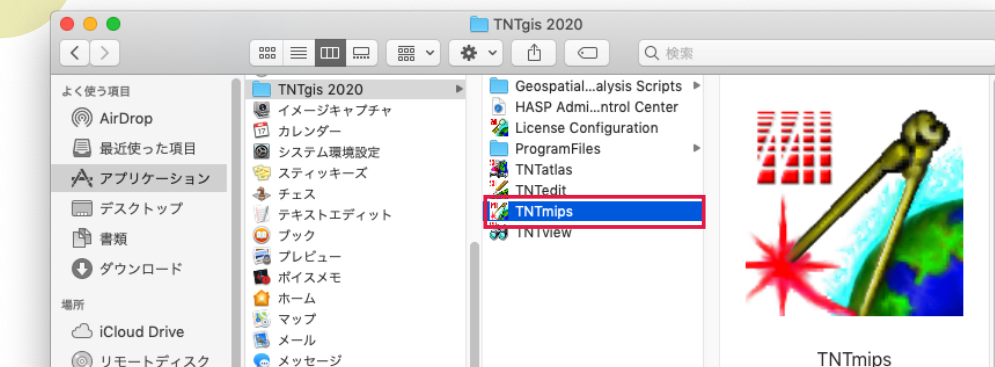 TNTgis 2020
検索
よく使う項目
AirDrop
最近使った項目
アプリケーション
デスクトップ
書類
ダウンロード
場所
iCloud Drive
リモートディスク
TNTgis 2020
イメージキャプチャ
カレンダー
システム環境設定
スティッキーズ
チェス
テキストエディット
ブック
プレビュー
ボイスメモ
ホーム
マップ
メール
メッセージ
Geospatial...alysis Scripts
HASP Admi...ntrol Center
License Configuration
ProgramFiles
TNTatlas
TNTedit
TNTmips
TNTview
TNTmips